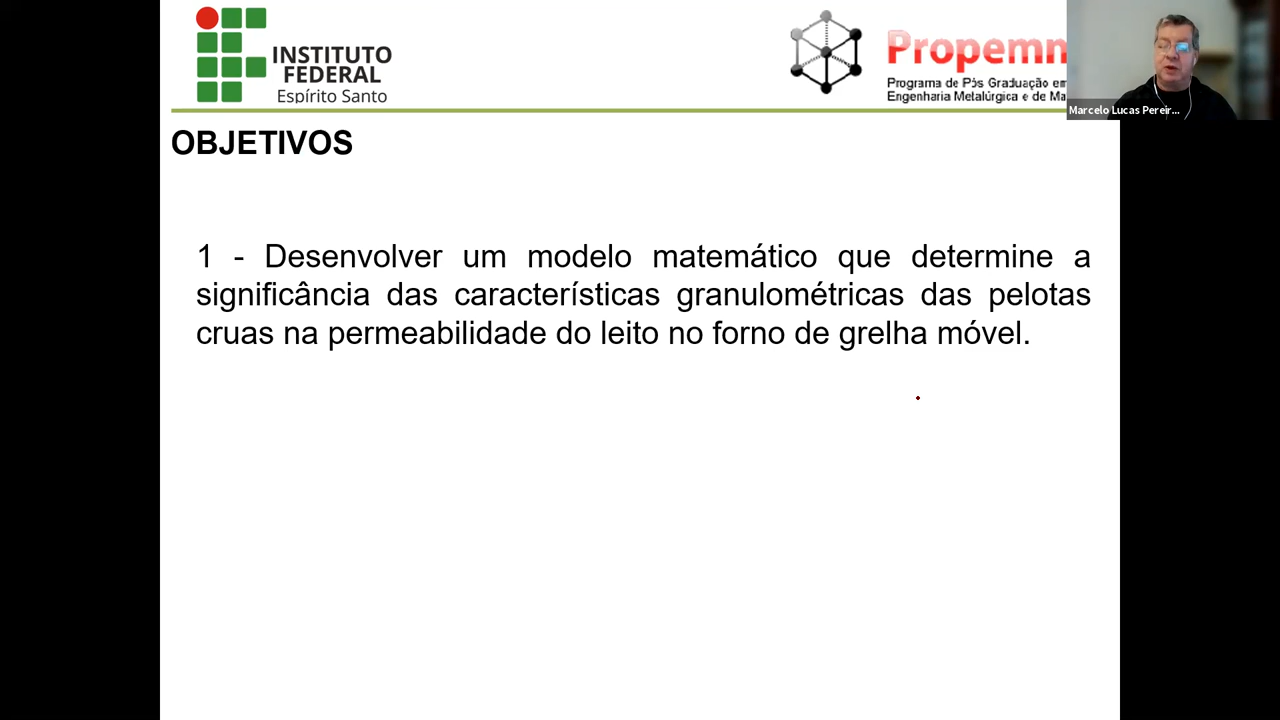 INSTITUTO
FEDERAL
Espírito Santo
Propemm
Programa de Pós Graduação em
Engenharia Metalúrgica e de Ma
Marcelo Lucas Pereir...
OBJETIVOS
1 - Desenvolver um modelo matemático que determine a
significância das características granulométricas das pelotas
cruas na permeabilidade do leito no forno de grelha móvel.